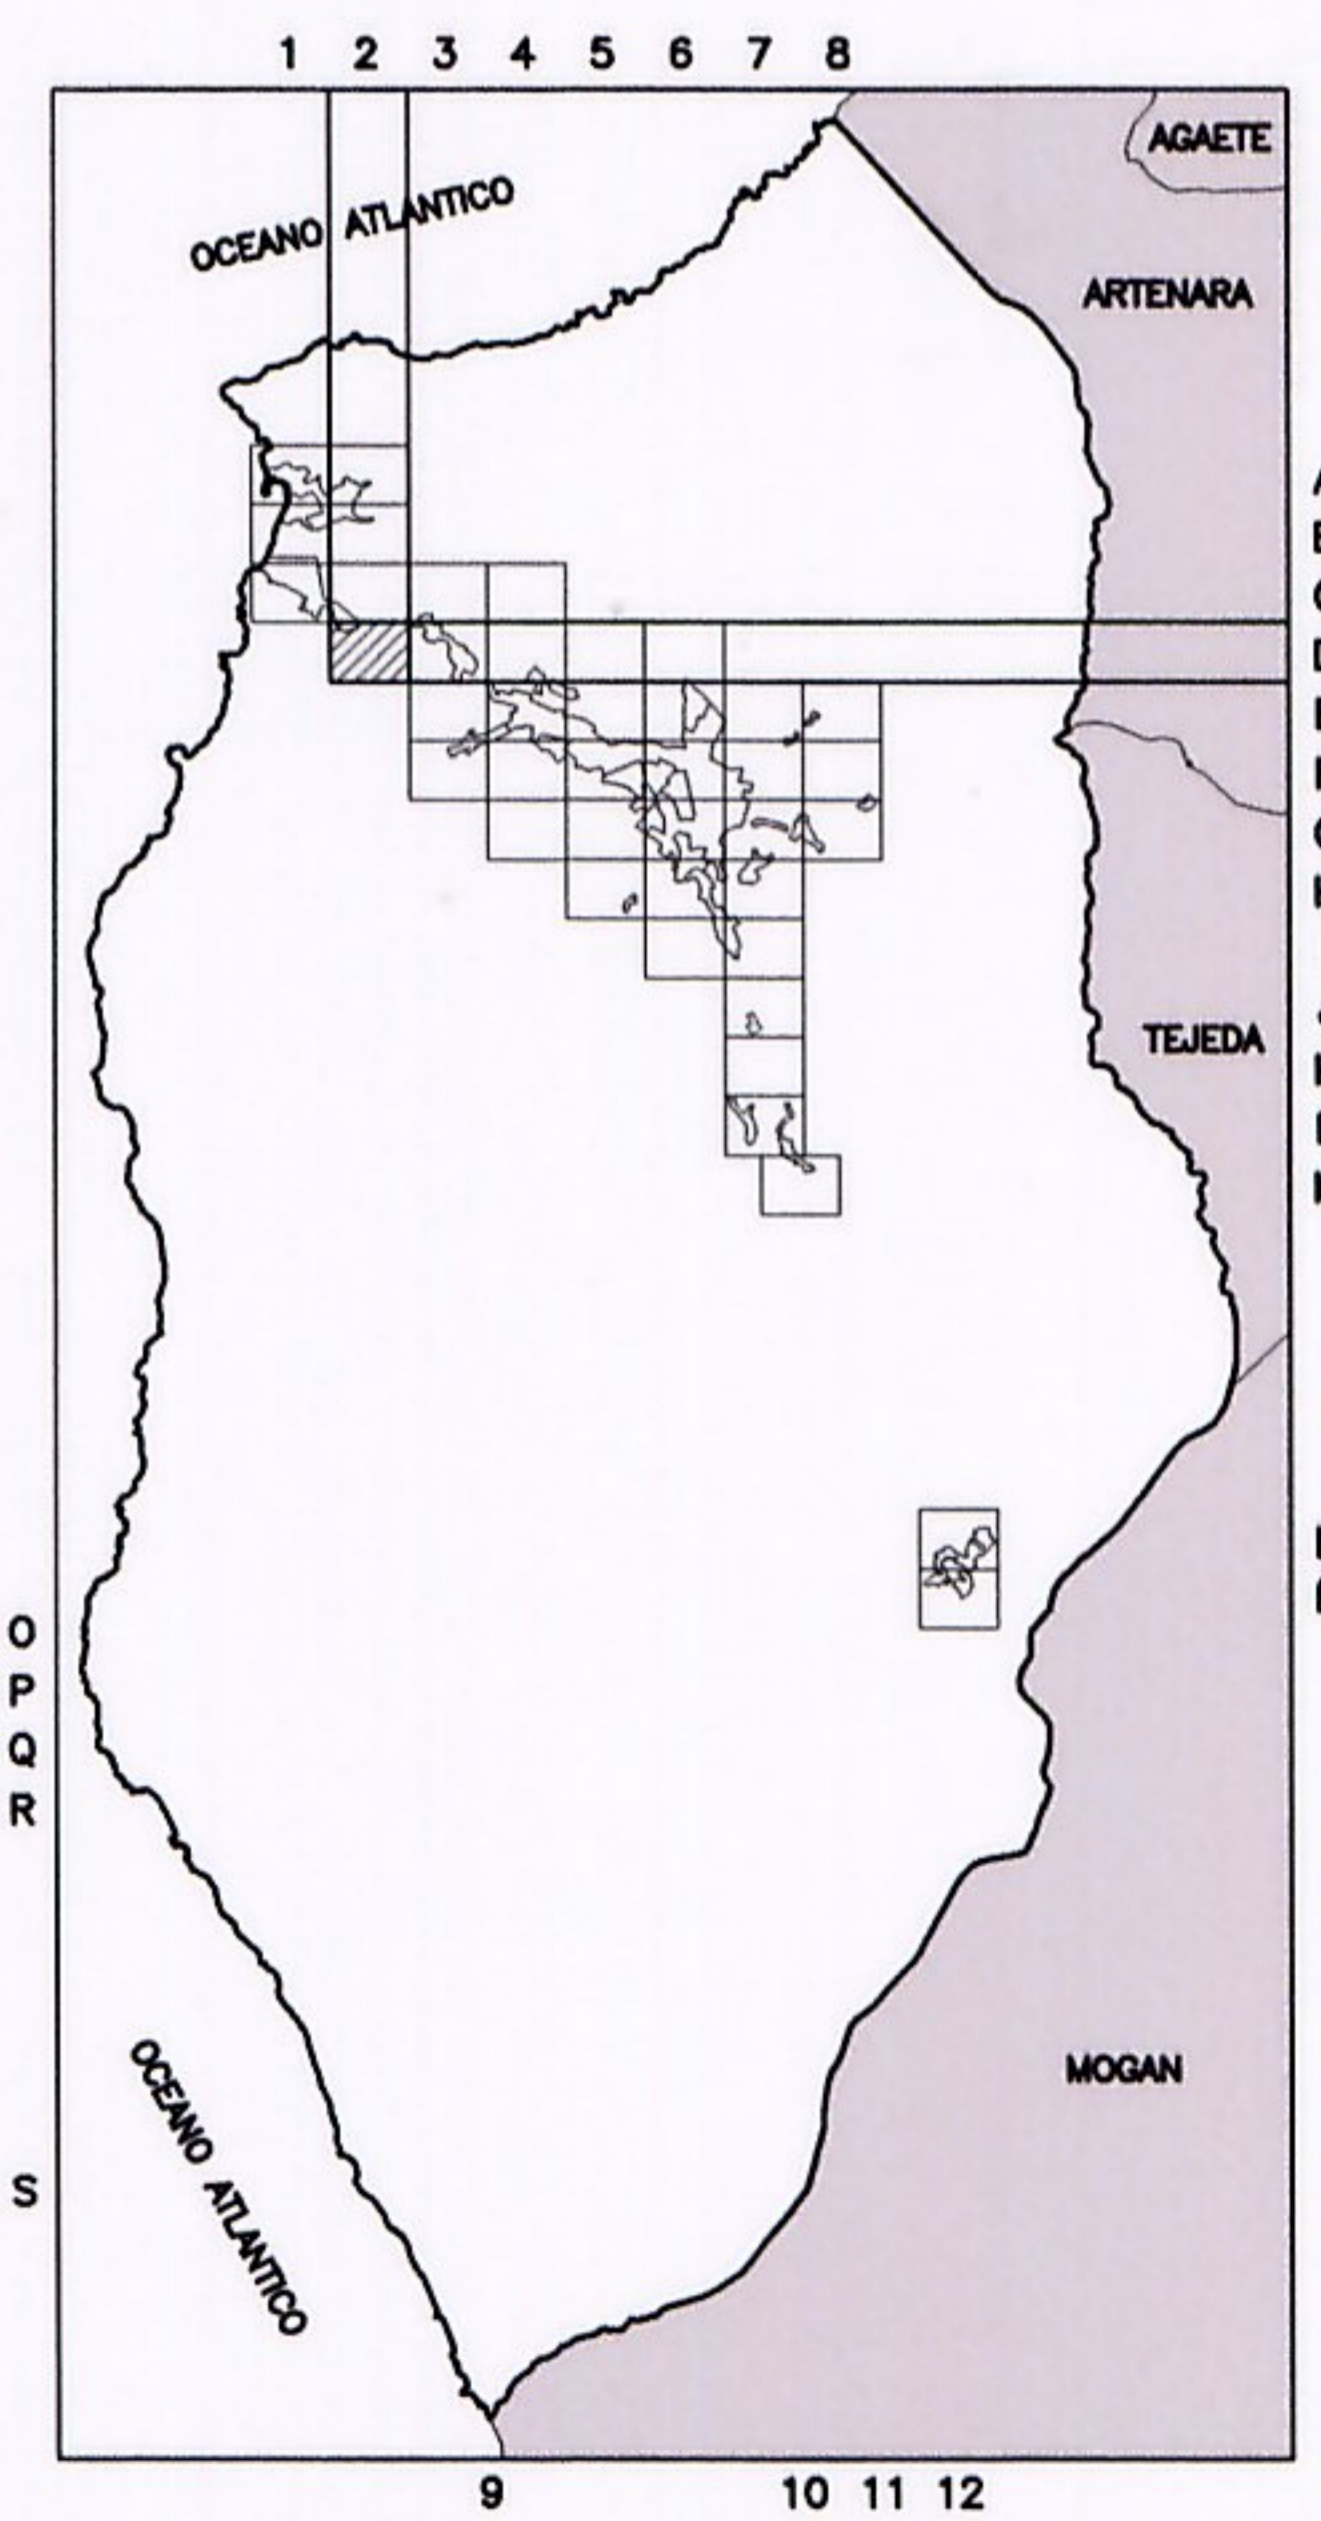 1 2 3 4 5 6 7 8
AGAETE
OCEANO ATLANTICO
ARTENARA
TEJEDA
O
P
Q
R
MOGAN
OCEANO ATLANTICO
S
9 10 11 12